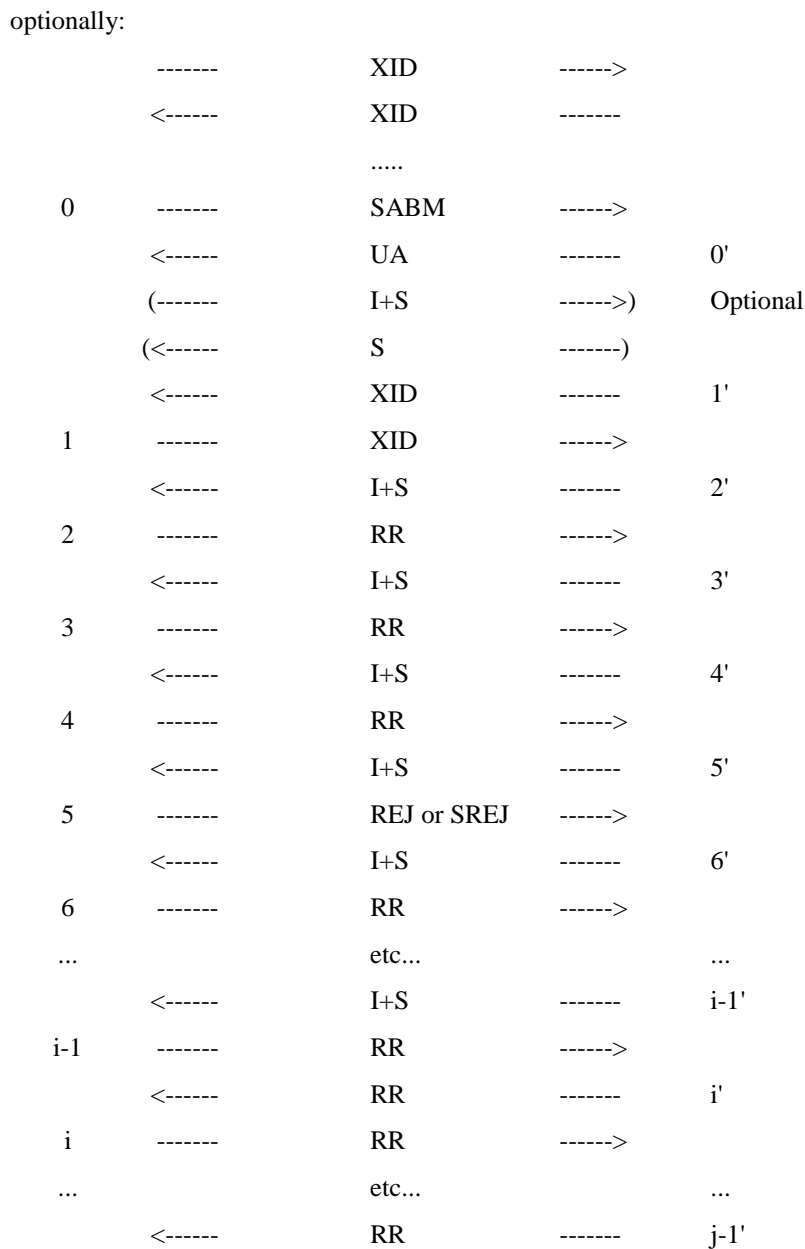 optionally:
------- XID ------>
<------ XID -------
.....
0 ------- SABM ------>
<------ UA ------- 0'
(------- I+S ------>) Optional
(<------ S -------)
<------ XID ------- 1'
1 ------- XID ------>
<------ I+S ------- 2'
2 ------- RR ------>
<------ I+S ------- 3'
3 ------- RR ------>
<------ I+S ------- 4'
4 ------- RR ------>
<------ I+S ------- 5'
5 ------- REJ or SREJ ------>
<------ I+S ------- 6'
6 ------- RR ------>
... etc... ...
<------ I+S ------- i-1'
i-1 ------- RR ------>
<------ RR ------- i'
i ------- RR ------>
... etc... ...
<------ RR ------- j-1'